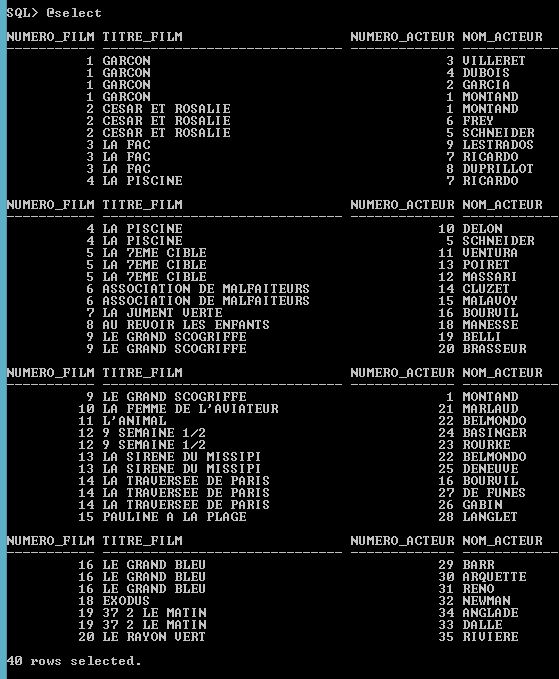 SQL> @select
NUMERO_FILM TITRE_FILM NUMERO_ACTEUR NOM_ACTEUR
1 GARCON 3 VILLERET
1 GARCON 4 DUBOIS
1 GARCON 2 GARCIA
1 GARCON 1 MONTAND
2 CESAR ET ROSALIE 1 MONTAND
2 CESAR ET ROSALIE 6 FREY
2 CESAR ET ROSALIE 5 SCHNEIDER
3 LA FAC 9 LESTRADOS
3 LA FAC 7 RICARDO
3 LA FAC 8 DUPRILLOT
4 LA PISCINE 7 RICARDO
NUMERO_FILM TITRE_FILM NUMERO_ACTEUR NOM_ACTEUR
4 LA PISCINE 10 DELON
4 LA PISCINE 5 SCHNEIDER
5 LA 7EME CIBLE 11 VENTURA
5 LA 7EME CIBLE 13 POIRET
5 LA 7EME CIBLE 12 MASSARI
6 ASSOCIATION DE MALFAITEURS 14 CLUZET
6 ASSOCIATION DE MALFAITEURS 15 MALAVOY
7 LA JUMENT VERTE 16 BOURVIL
8 AU REVOIR LES ENFANTS 18 MANESSE
9 LE GRAND SCOGRIFFE 19 BELLI
9 LE GRAND SCOGRIFFE 20 BRASSEUR
NUMERO_FILM TITRE_FILM NUMERO_ACTEUR NOM_ACTEUR
9 LE GRAND SCOGRIFFE 1 MONTAND
10 LA FEMME DE L'AVIATEUR 21 MARLAUD
11 L'ANIMAL 22 BELMONDO
12 9 SEMAINE 1/2 24 BASINGER
12 9 SEMAINE 1/2 23 ROURKE
13 LA SIRENE DU MISSIPI 22 BELMONDO
13 LA SIRENE DU MISSIPI 25 DENEUVE
14 LA TRAVERSEE DE PARIS 16 BOURVIL
14 LA TRAVERSEE DE PARIS 27 DE FUNES
14 LA TRAVERSEE DE PARIS 26 GABIN
15 PAULINE A LA PLAGE 28 LANGLET
NUMERO_FILM TITRE_FILM NUMERO_ACTEUR NOM_ACTEUR
16 LE GRAND BLEU 29 BARR
16 LE GRAND BLEU 30 ARQUETTE
16 LE GRAND BLEU 31 RENO
18 EXODUS 32 NEWMAN
19 37 2 LE MATIN 34 ANGLADE
19 37 2 LE MATIN 33 DALLE
20 LE RAYON VERT 35 RIVIERE
40 rows selected.